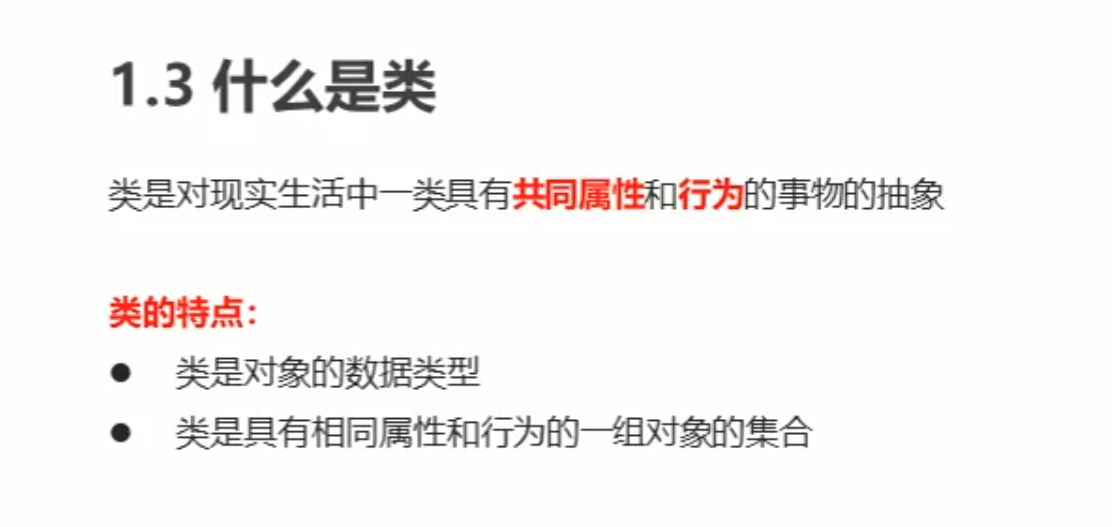 1.3 什么是类
类是对现实生活中一类具有共同属性和行为的事物的抽象
类的特点：
● 类是对象的数据类型
● 类是具有相同属性和行为的一组对象的集合